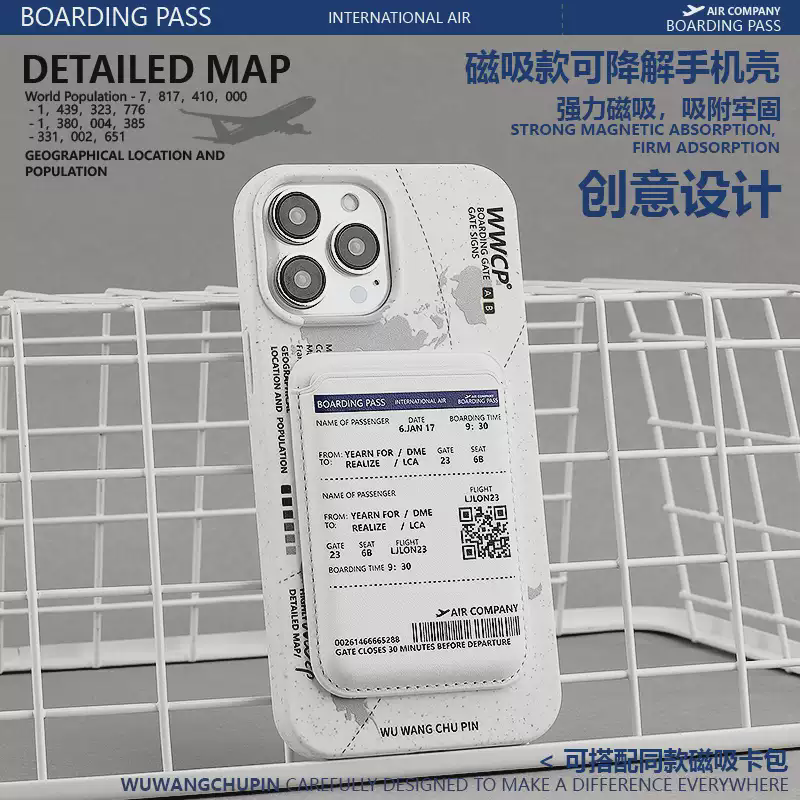 BOARDING PASS
INTERNATIONAL AIR
AIR COMPANY
BOARDING PASS
DETAILED MAP
World Population - 7, 817, 410, 000
- 1, 439, 323, 776
- 1, 380, 004, 385
-331, 002, 651
GEOGRAPHICAL LOCATION AND
POPULATION
磁吸款可降解手机壳
强力磁吸，吸附牢固
STRONG MAGNETIC ABSORPTION,
FIRM ADSORPTION
创意设计
WWCP®
BOARDING GATE
GATE SIGNS
A B
GEOGRAPHICAL
LOCATION AND POPULATION
DETAILED MAP/
BOARDING PASS INTERNATIONAL AIR AIR COMPANY
BOARDING PASS
NAME OF PASSENGER DATE BOARDING TIME
6.JAN 17 9: 30
FROM: YEARN FOR / DME GATE SEAT
TO: REALIZE / LCA 23 6B
NAME OF PASSENGER FLIGHT
LJLON23
FROM: YEARN FOR / DME
TO: REALIZE / LCA
GATE SEAT FLIGHT
23 6B LJLON23
BOARDING TIME 9: 30
AIR COMPANY
00261466665288
GATE CLOSES 30 MINUTES BEFORE DEPARTURE
WU WANG CHU PIN
< 可搭配同款磁吸卡包
WUWANGCHUPIN CAREFULLY DESIGNED TO MAKE A DIFFERENCE EVERYWHERE